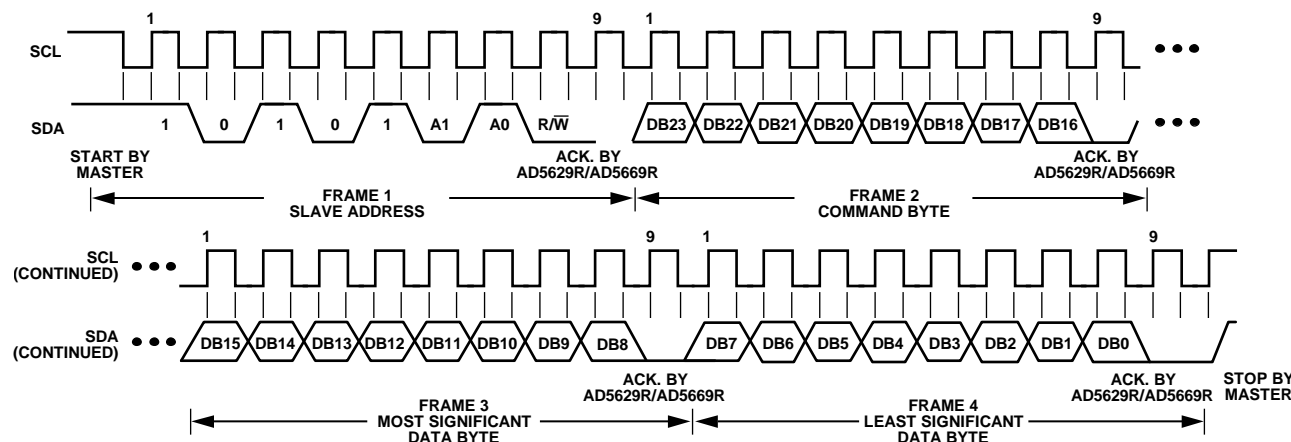 1 9 1 9
SCL
SDA
1 0 1 0 1 A1 A0 R/W̅ DB23 DB22 DB21 DB20 DB19 DB18 DB17 DB16
START BY
MASTER
ACK. BY
AD5629R/AD5669R
ACK. BY
AD5629R/AD5669R
FRAME 1
SLAVE ADDRESS
FRAME 2
COMMAND BYTE
1 9 1 9
SCL
(CONTINUED)
SDA
(CONTINUED)
DB15 DB14 DB13 DB12 DB11 DB10 DB9 DB8 DB7 DB6 DB5 DB4 DB3 DB2 DB1 DB0
ACK. BY
AD5629R/AD5669R
ACK. BY
AD5629R/AD5669R
STOP BY
MASTER
FRAME 3
MOST SIGNIFICANT
DATA BYTE
FRAME 4
LEAST SIGNIFICANT
DATA BYTE